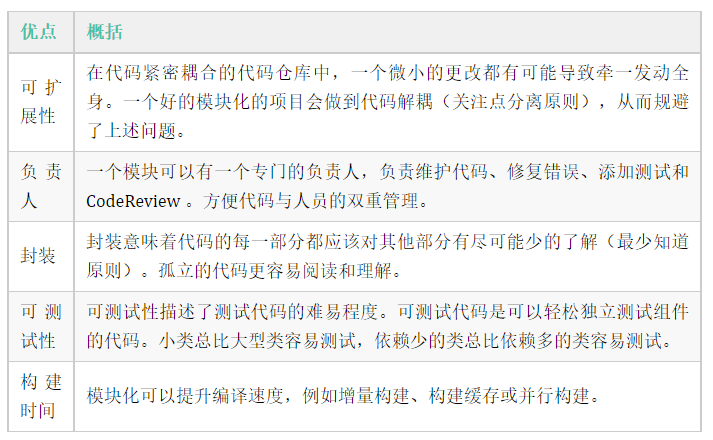 优点 概括
可扩展性
在代码紧密耦合的代码仓库中，一个微小的更改都有可能导致牵一发动全
身。一个好的模块化的项目会做到代码解耦（关注点分离原则），从而规避
了上述问题。
负责人
一个模块可以有一个专门的负责人，负责维护代码、修复错误、添加测试和
CodeReview 。方便代码与人员的双重管理。
封装
封装意味着代码的每一部分都应该对其他部分有尽可能少的了解（最少知道
原则）。孤立的代码更容易阅读和理解。
可测试性
可测试性描述了测试代码的难易程度。可测试代码是可以轻松独立测试组件
的代码。小类总比大型类容易测试，依赖少的类总比依赖多的类容易测试。
构建时间
模块化可以提升编译速度，例如增量构建、构建缓存或并行构建。